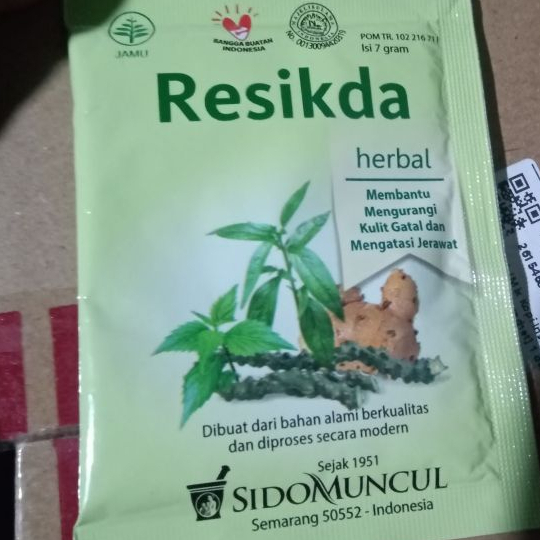 JAMU
BANGGA BUATAN
INDONESIA
POM TR. 102 216 711
Isi 7 gram
Resikda
herbal
Membantu
Mengurangi
Kulit Gatal dan
Mengatasi Jerawat
Dibuat dari bahan alami berkualitas
dan diproses secara modern
Sejak 1951
SIDOMUNCUL
Semarang 50552 - Indonesia